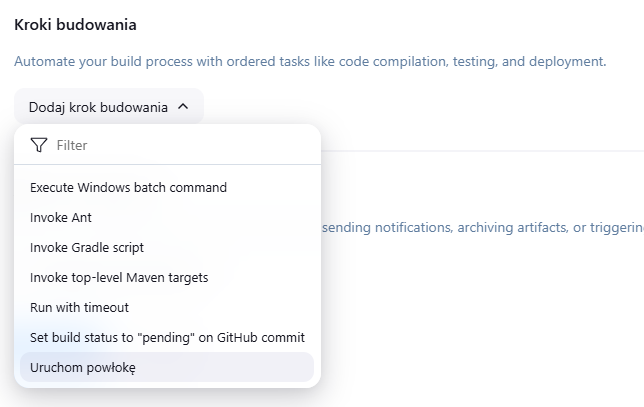 Kroki budowania
Automate your build process with ordered tasks like code compilation, testing, and deployment.
Dodaj krok budowania
Filter
Execute Windows batch command
Invoke Ant
sending notifications, archiving artifacts, or triggering
Invoke Gradle script
Invoke top-level Maven targets
Run with timeout
Set build status to "pending" on GitHub commit
Uruchom powłokę